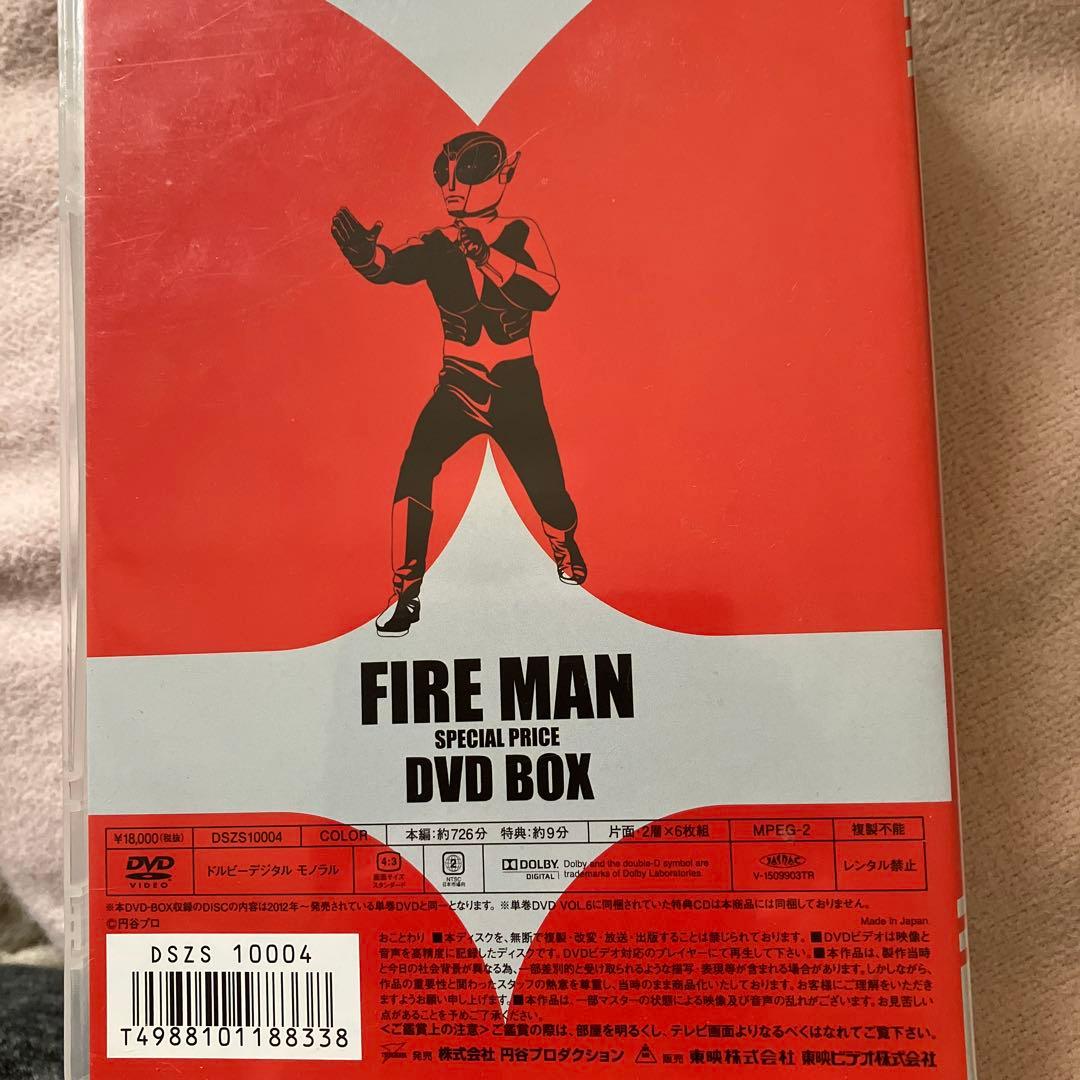 FIRE MAN
SPECIAL PRICE
DVD BOX
¥18,000(税抜) DSZS10004 COLOR 本編:約726分 特典:約9分 片面・2層×6枚組 MPEG-2 複製不能
DVD VIDEO ドルビーデジタル モノラル 4:3 画面サイズ スタンダード 2 NTSC 日本市場向 DOLBY DIGITAL Dolby and the double-D symbol are trademarks of Dolby Laboratories. V-1509903TR レンタル禁止
※本DVD-BOX収録のDISCの内容は2012年〜発売されている単巻DVDと同一となります。※単巻DVD VOL.6に同梱されていた特典CDは本商品には同梱しておりません。
©円谷プロ Made in Japan
DSZS 10004
T4988101188338
おことわり ■本ディスクを、無断で複製・改変・放送・出版することは禁じられております。■DVDビデオは映像と
音声を高精度に記録したディスクです。DVDビデオ対応のプレイヤーにて再生して下さい。■本作品は、製作当時
と今日の社会背景が異なる為、一部差別的と受け取られるような描写・表現等が含まれる場合があります。しかしながら、
作品の重要性と関わったスタッフの熱意を尊重し、当時のまま商品化いたしております。お客様にご理解をいただき
ますようお願い申し上げます。■本作品は、一部マスターの状態による映像及び音声の乱れがございます。お見苦しい
点があることを予めご了承ください。
<ご鑑賞上の注意>ご鑑賞の際は、部屋を明るくし、テレビ画面よりなるべくはなれてご覧下さい。
発売 株式会社 円谷プロダクション 販売 東映株式会社 東映ビデオ株式会社